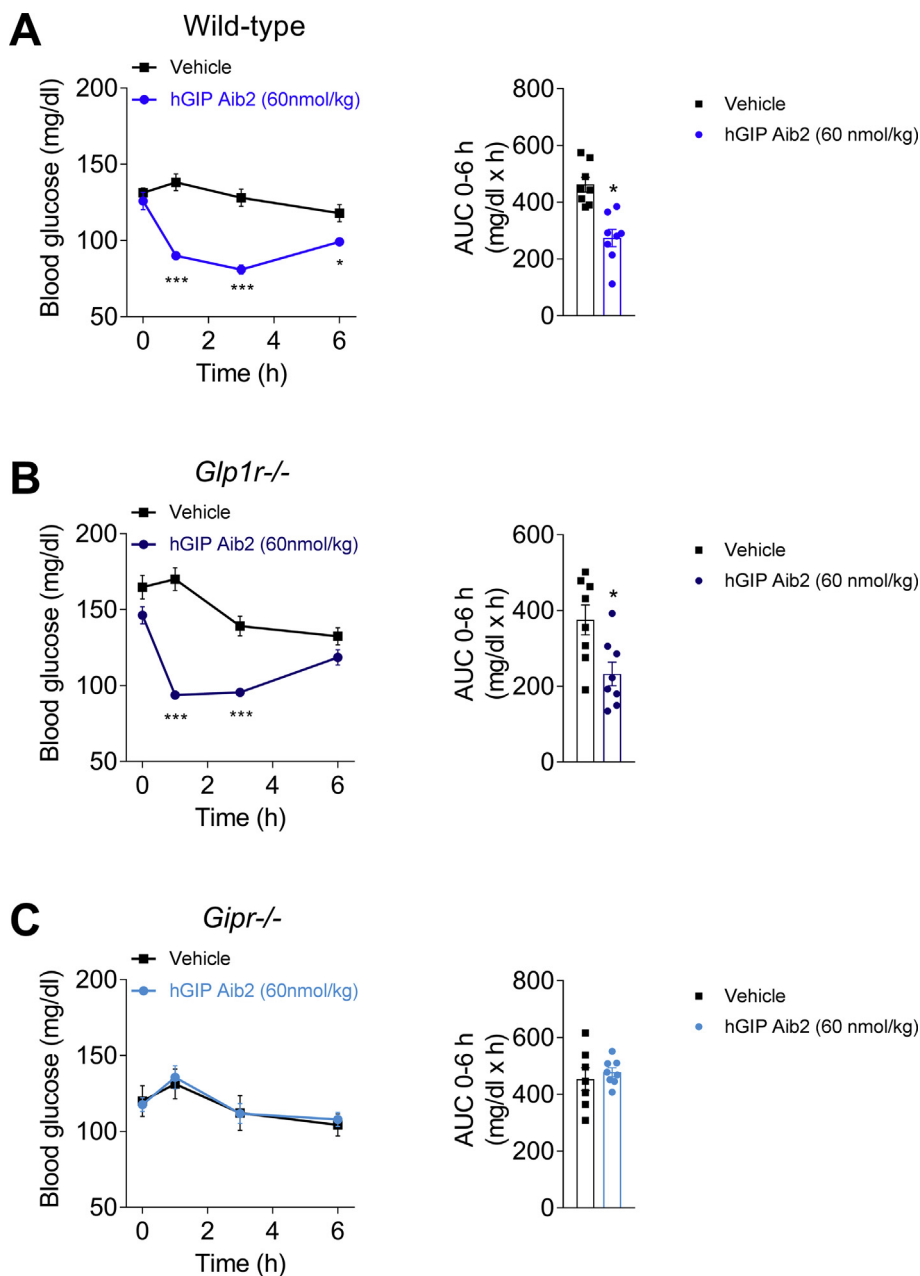 A
Wild-type
Vehicle
hGIP Aib2 (60nmol/kg)
Blood glucose (mg/dl)
200
150
100
50
***
***
*
0
2
4
6
Time (h)
AUC 0-6 h
(mg/dl x h)
800
600
400
200
0
*
Vehicle
hGIP Aib2 (60 nmol/kg)
B
Glp1r-/-
Vehicle
hGIP Aib2 (60nmol/kg)
Blood glucose (mg/dl)
200
150
100
50
***
***
0
2
4
6
Time (h)
AUC 0-6 h
(mg/dl x h)
600
400
200
0
*
Vehicle
hGIP Aib2 (60 nmol/kg)
C
Gipr-/-
Vehicle
hGIP Aib2 (60nmol/kg)
Blood glucose (mg/dl)
200
150
100
50
0
2
4
6
Time (h)
AUC 0-6 h
(mg/dl x h)
800
600
400
200
0
Vehicle
hGIP Aib2 (60 nmol/kg)